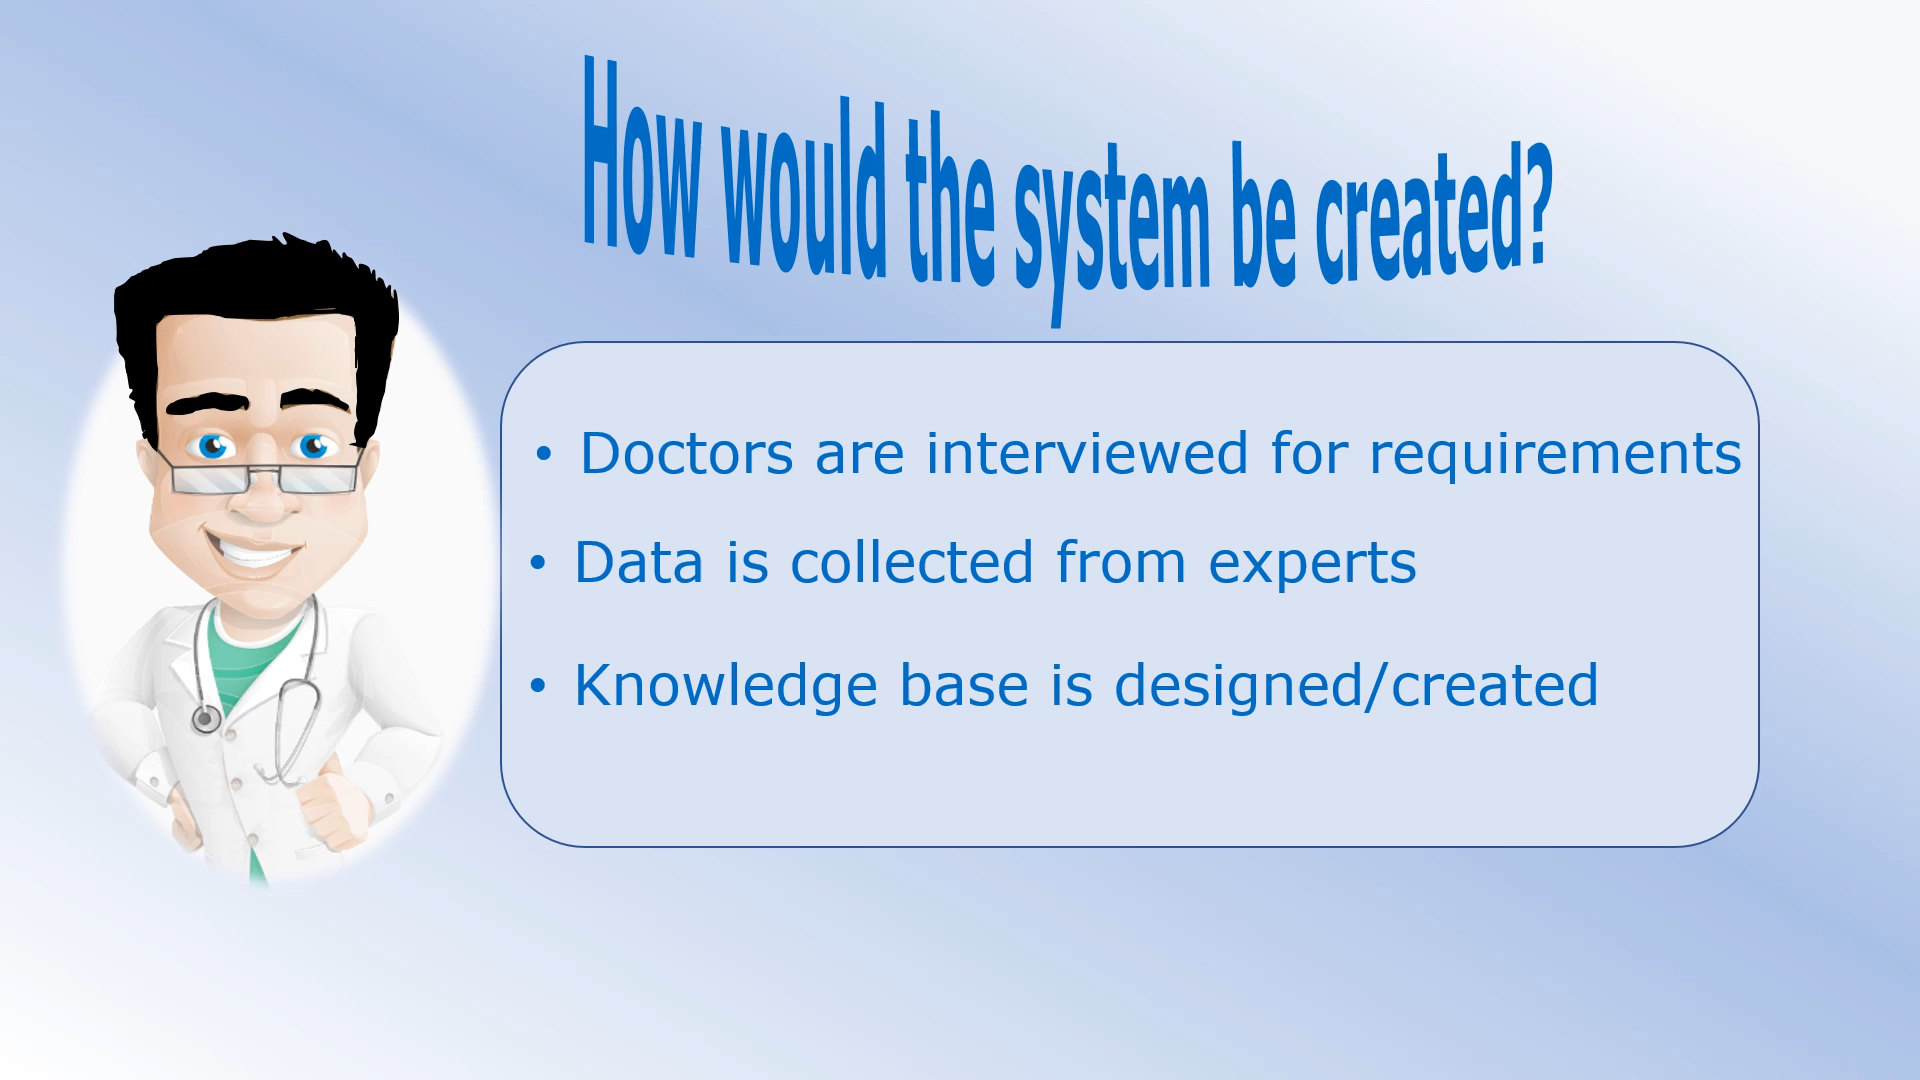 How would the system be created?
• Doctors are interviewed for requirements
• Data is collected from experts
• Knowledge base is designed/created